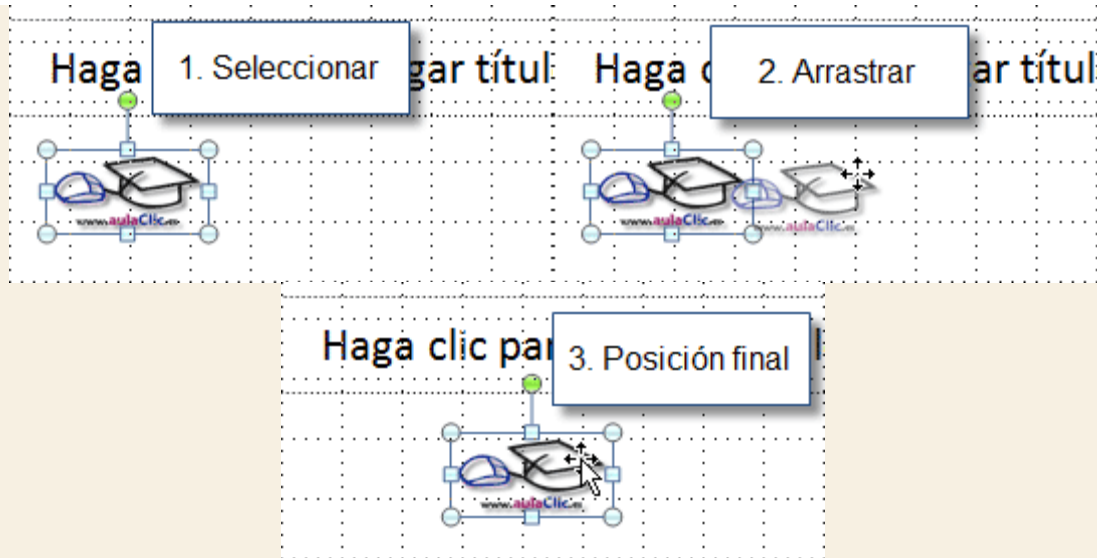 Haga
1. Seleccionar
gar títul
www.aulaClic.es
Haga
2. Arrastrar
ar títul
www.aulaClic.es
www.aulaClic.es
Haga clic par
3. Posición final
www.aulaClic.es